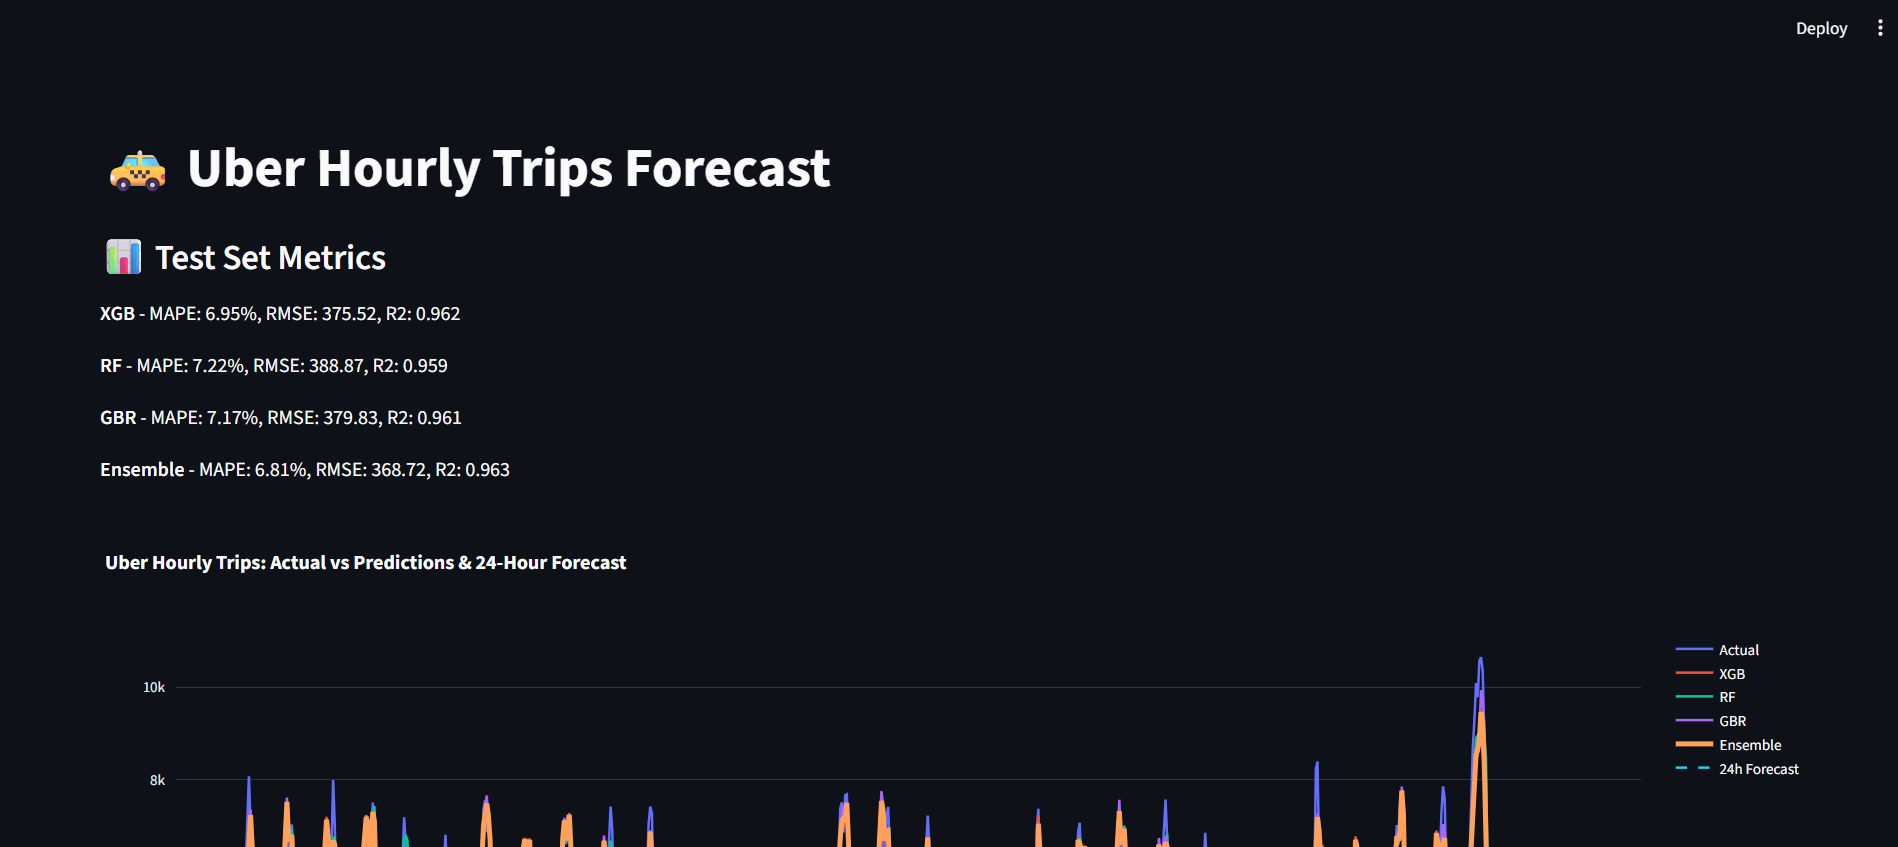 Deploy
Uber Hourly Trips Forecast
Test Set Metrics
XGB - MAPE: 6.95%, RMSE: 375.52, R2: 0.962
RF - MAPE: 7.22%, RMSE: 388.87, R2: 0.959
GBR - MAPE: 7.17%, RMSE: 379.83, R2: 0.961
Ensemble - MAPE: 6.81%, RMSE: 368.72, R2: 0.963
Uber Hourly Trips: Actual vs Predictions & 24-Hour Forecast
10k
8k
Actual
XGB
RF
GBR
Ensemble
24h Forecast